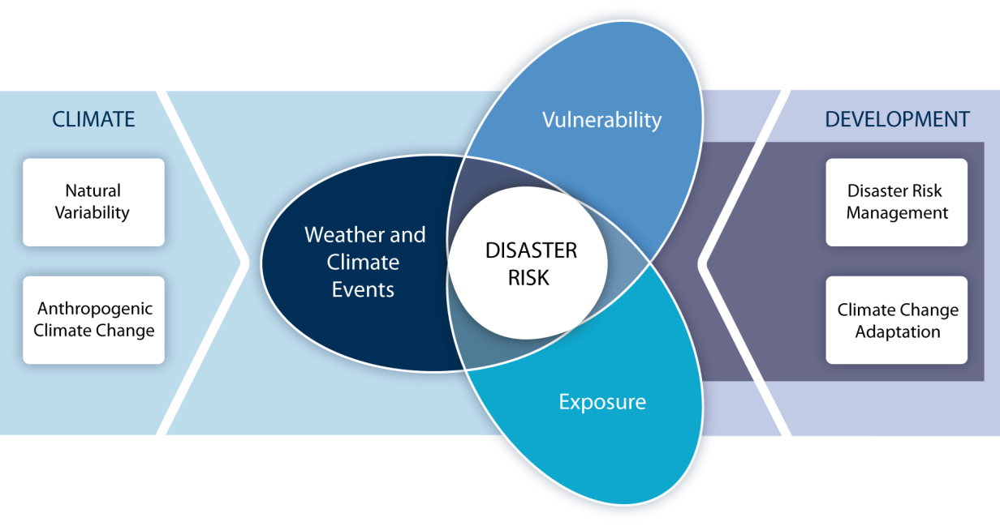 CLIMATE
Natural
Variability
Anthropogenic
Climate Change
Weather and
Climate
Events
Vulnerability
DISASTER
RISK
Exposure
DEVELOPMENT
Disaster Risk
Management
Climate Change
Adaptation